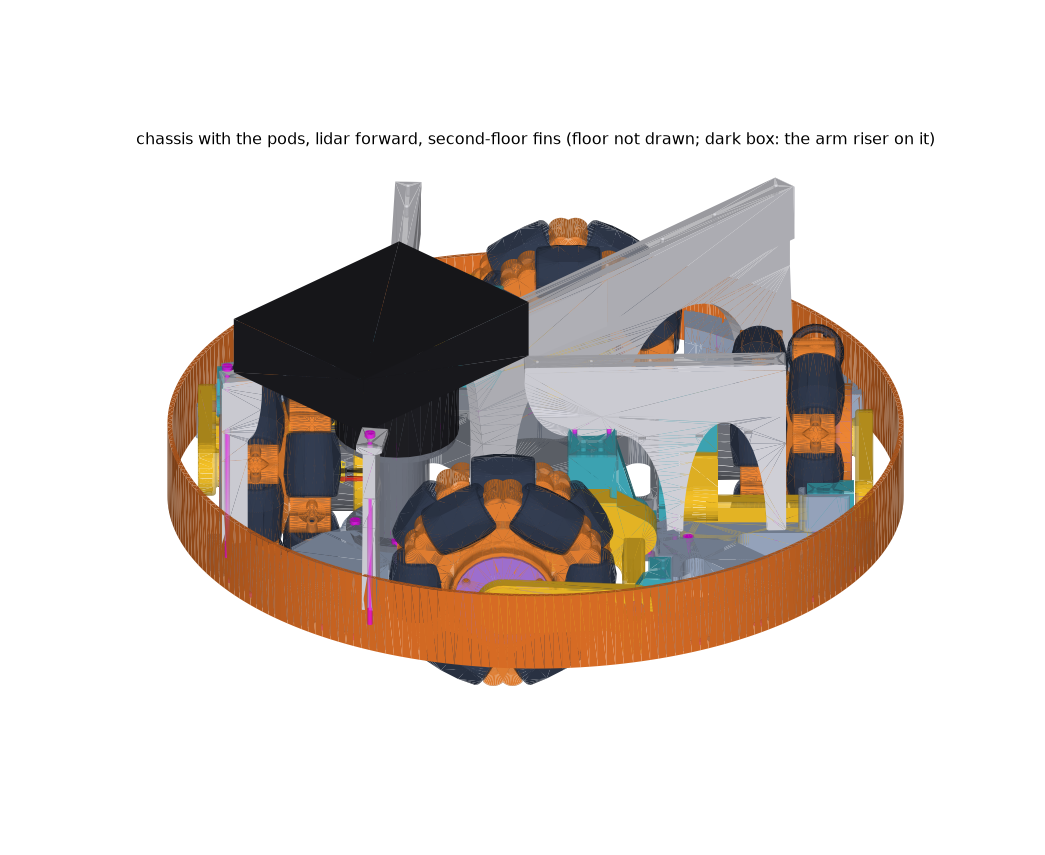 chassis with the pods, lidar forward, second-floor fins (floor not drawn; dark box: the arm riser on it)